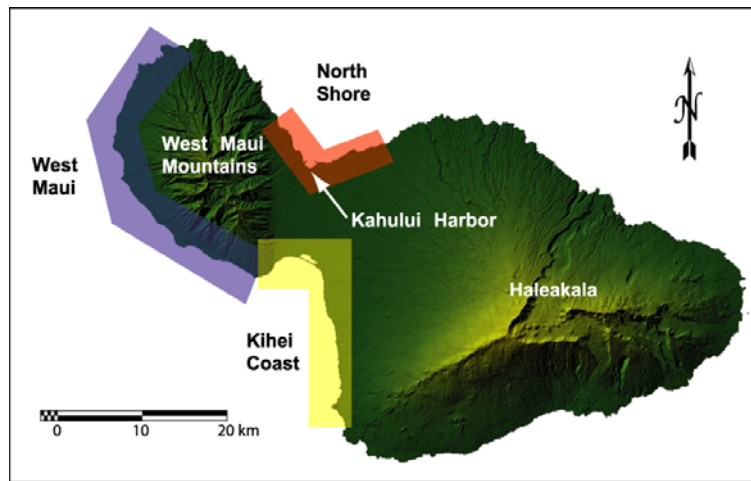 North
Shore
N
West Maui
Mountains
West
Maui
Kahului Harbor
Haleakala
Kihei
Coast
0 10 20 km